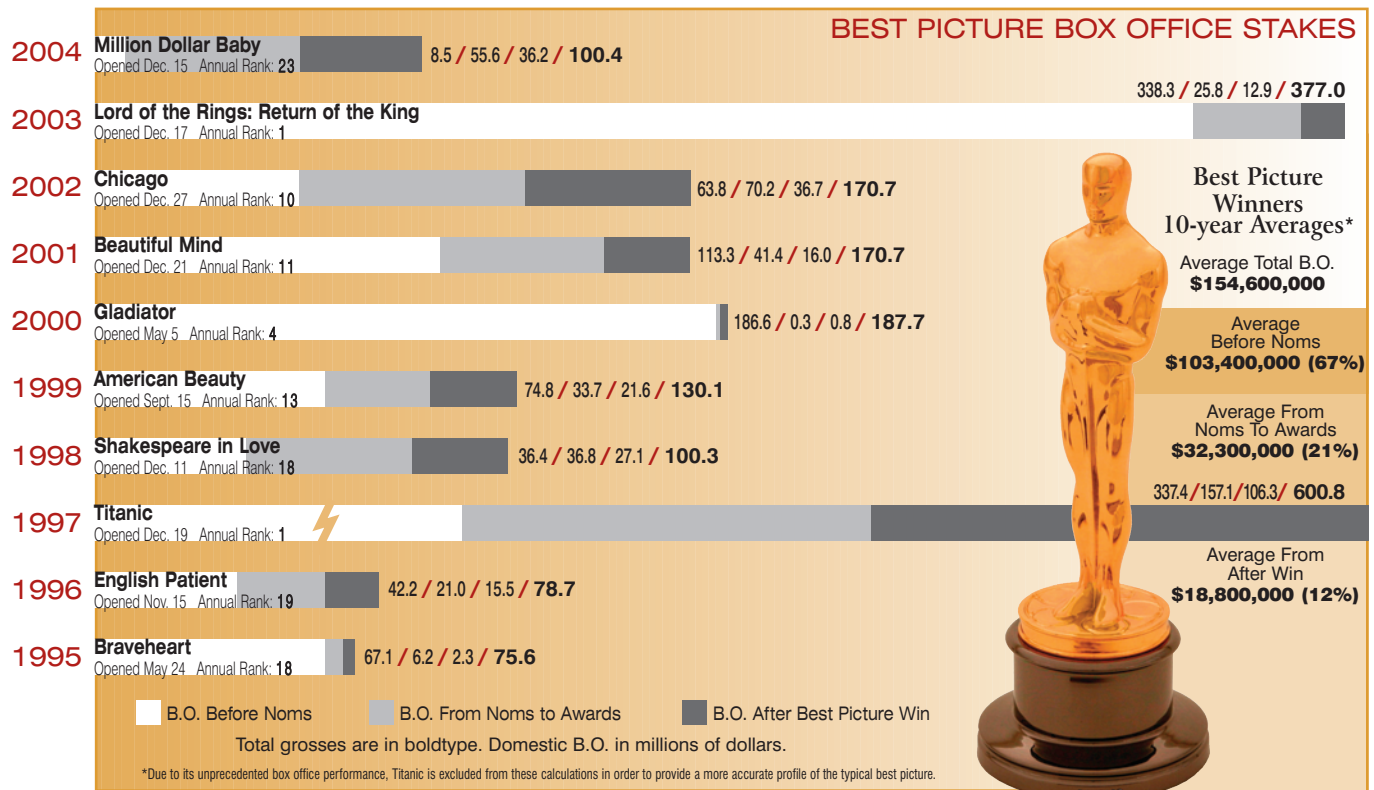 BEST PICTURE BOX OFFICE STAKES
2004
Million Dollar Baby
Opened Dec. 15 Annual Rank: 23
8.5 / 55.6 / 36.2 / 100.4
2003
338.3 / 25.8 / 12.9 / 377.0
Lord of the Rings: Return of the King
Opened Dec. 17 Annual Rank: 1
2002
Chicago
Opened Dec. 27 Annual Rank: 10
63.8 / 70.2 / 36.7 / 170.7
2001
Beautiful Mind
Opened Dec. 21 Annual Rank: 11
113.3 / 41.4 / 16.0 / 170.7
2000
Gladiator
Opened May 5 Annual Rank: 4
186.6 / 0.3 / 0.8 / 187.7
1999
American Beauty
Opened Sept. 15 Annual Rank: 13
74.8 / 33.7 / 21.6 / 130.1
1998
Shakespeare in Love
Opened Dec. 11 Annual Rank: 18
36.4 / 36.8 / 27.1 / 100.3
1997
Titanic
Opened Dec. 19 Annual Rank: 1
337.4/157.1/106.3/ 600.8
1996
English Patient
Opened Nov. 15 Annual Rank: 19
42.2 / 21.0 / 15.5 / 78.7
1995
Braveheart
Opened May 24 Annual Rank: 18
67.1 / 6.2 / 2.3 / 75.6
Best Picture
Winners
10-year Averages*
Average Total B.O.
$154,600,000
Average
Before Noms
$103,400,000 (67%)
Average From
Noms To Awards
$32,300,000 (21%)
Average From
After Win
$18,800,000 (12%)
B.O. Before Noms
B.O. From Noms to Awards
B.O. After Best Picture Win
Total grosses are in boldtype. Domestic B.O. in millions of dollars.
*Due to its unprecedented box office performance, Titanic is excluded from these calculations in order to provide a more accurate profile of the typical best picture.